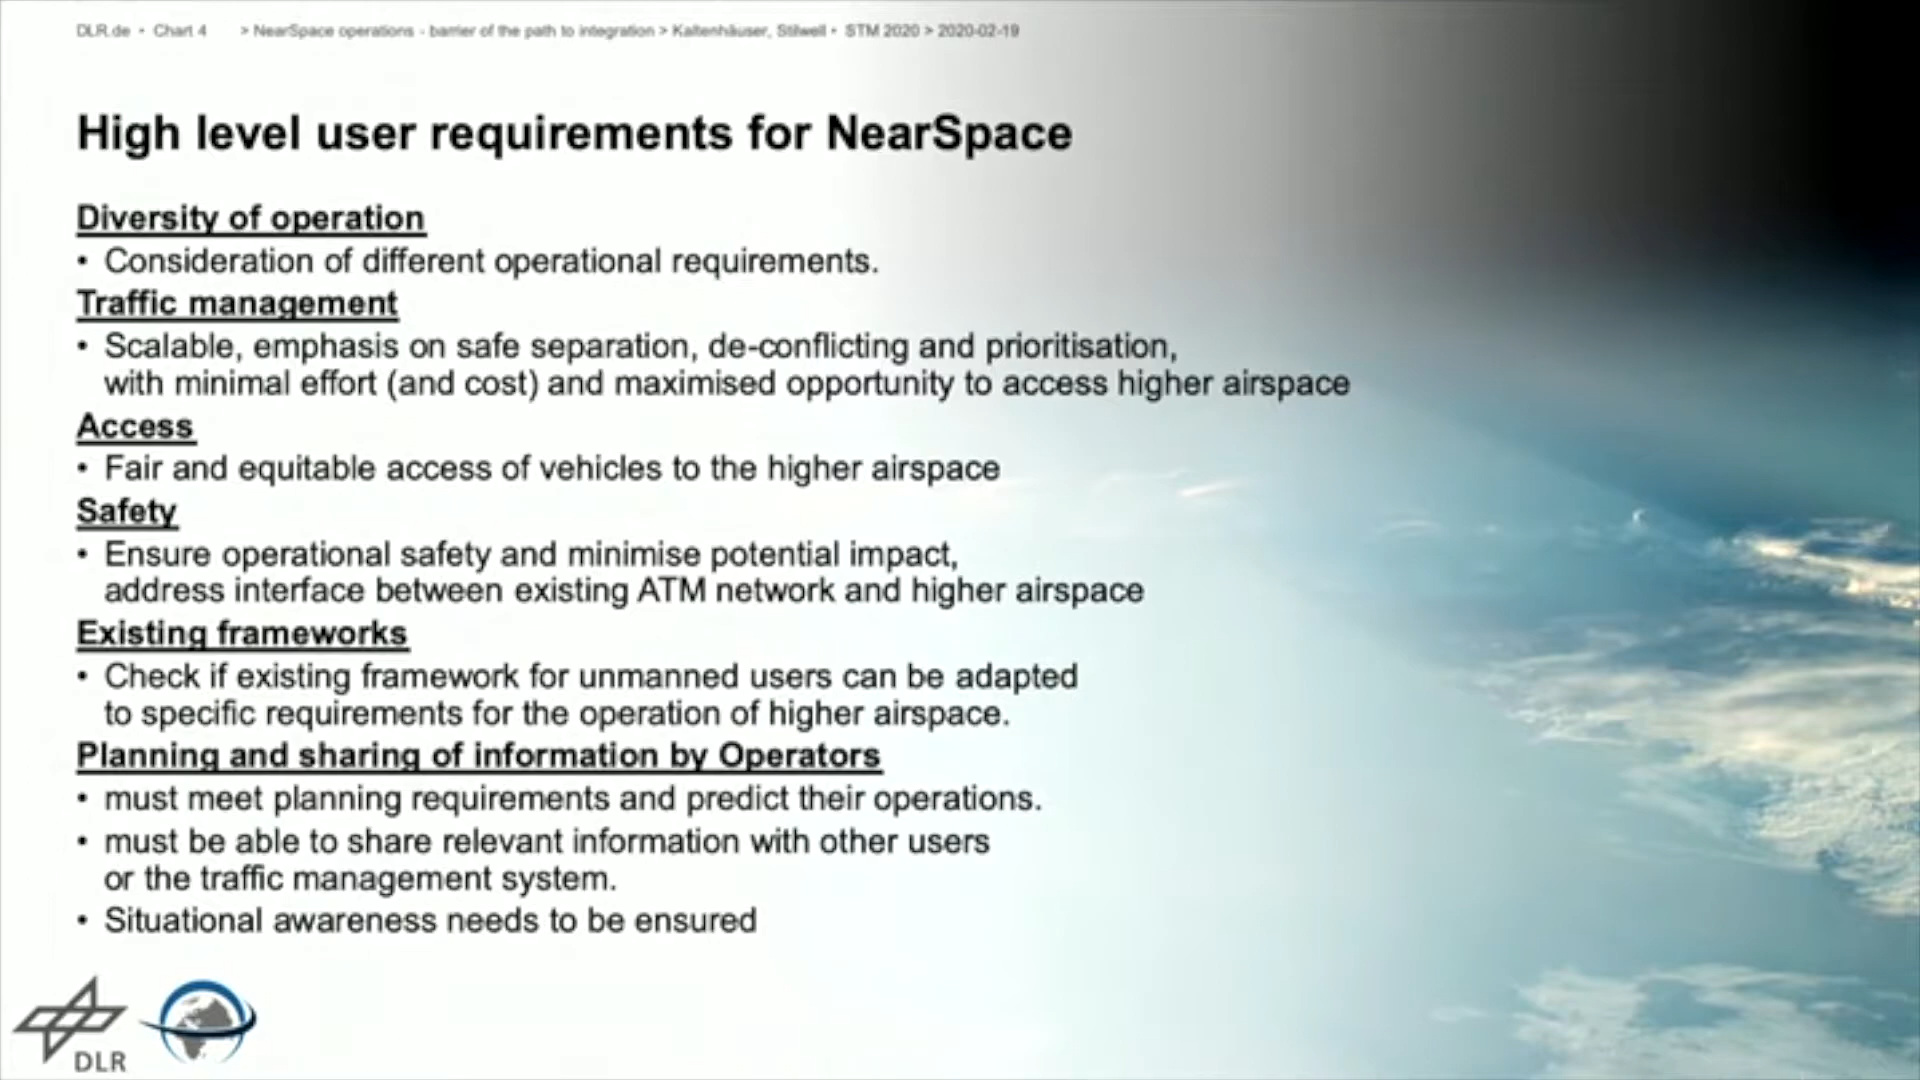 DLR.de • Chart 4 > NearSpace operations - barrier of the path to integration > Kaltenhäuser, Stilwell • STM 2020 > 2020-02-19
High level user requirements for NearSpace
Diversity of operation
• Consideration of different operational requirements.
Traffic management
• Scalable, emphasis on safe separation, de-conflicting and prioritisation,
with minimal effort (and cost) and maximised opportunity to access higher airspace
Access
• Fair and equitable access of vehicles to the higher airspace
Safety
• Ensure operational safety and minimise potential impact,
address interface between existing ATM network and higher airspace
Existing frameworks
• Check if existing framework for unmanned users can be adapted
to specific requirements for the operation of higher airspace.
Planning and sharing of information by Operators
• must meet planning requirements and predict their operations.
• must be able to share relevant information with other users
or the traffic management system.
• Situational awareness needs to be ensured
DLR